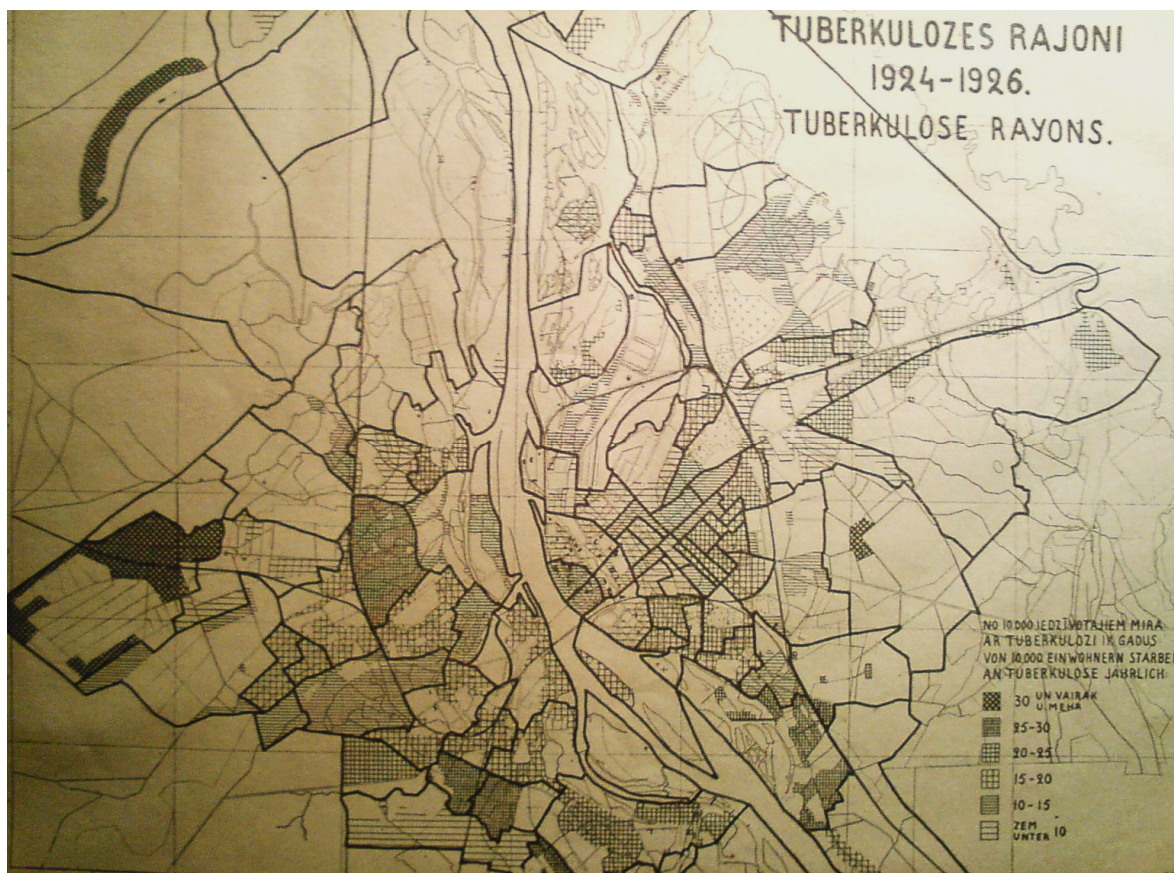 TUBERKULOZES RAJONI
1924-1926.
TUBERKULOSE RAYONS.
NO 10.000 IEDZĪVOTĀJIEM MIRA
AR TUBERKULOZI IK GADUS
VON 10,000 EINWOHNERN STARBEN
AN TUBERKULOSE JÄHRLICH
30 UN VAIRĀK
U. MEHR
25-30
20-25
15-20
10-15
ZEM
UNTER 10